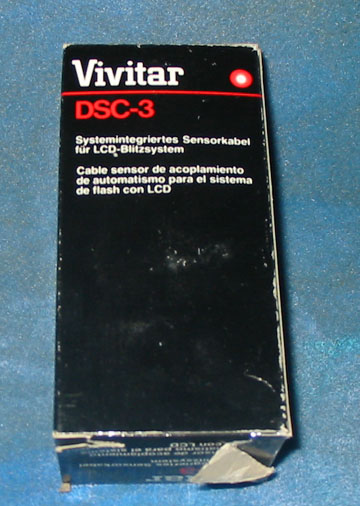 Vivitar
DSC-3
Systemintegriertes Sensorkabel
für LCD-Blitzsystem
Cable sensor de acoplamiento
de automatismo para el sistema
de flash con LCD